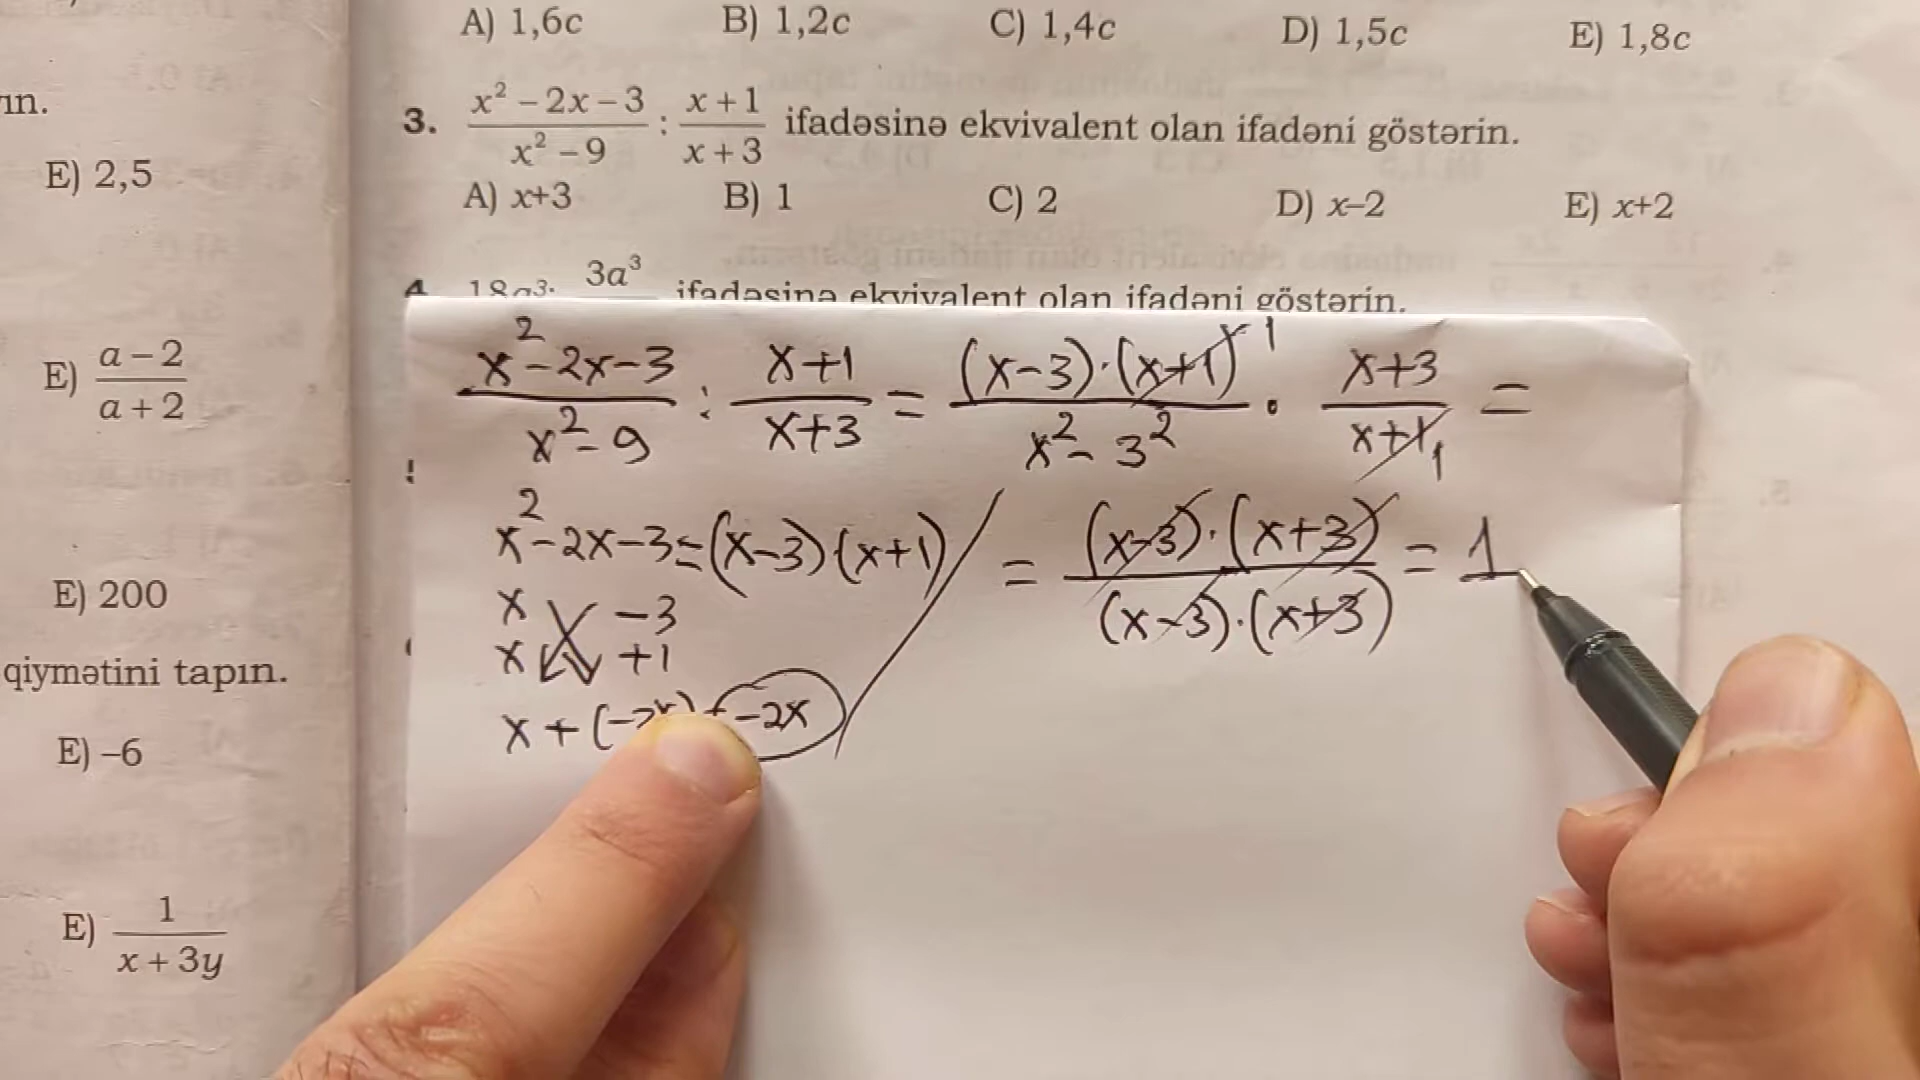 A) 1,6c B) 1,2c C) 1,4c D) 1,5c E) 1,8c
3. (x² – 2x – 3)/(x² – 9) : (x + 1)/(x + 3) ifadəsinə ekvivalent olan ifadəni göstərin.
A) x+3 B) 1 C) 2 D) x–2 E) x+2
ifadəsinə ekvivalent olan ifadəni göstərin.
E) 2,5
E) (a – 2)/(a + 2)
E) 200
qiymətini tapın.
E) –6
E) 1/(x + 3y)
(x²-2x-3)/(x²-9) : (x+1)/(x+3) = ((x-3)·(x+1) 1)/(x²-3²) · (x+3)/(x+1 1) =
x²-2x-3=(x-3)(x+1)
x -3
x +1
-2x
= ((x-3)·(x+3))/((x-3)·(x+3)) = 1